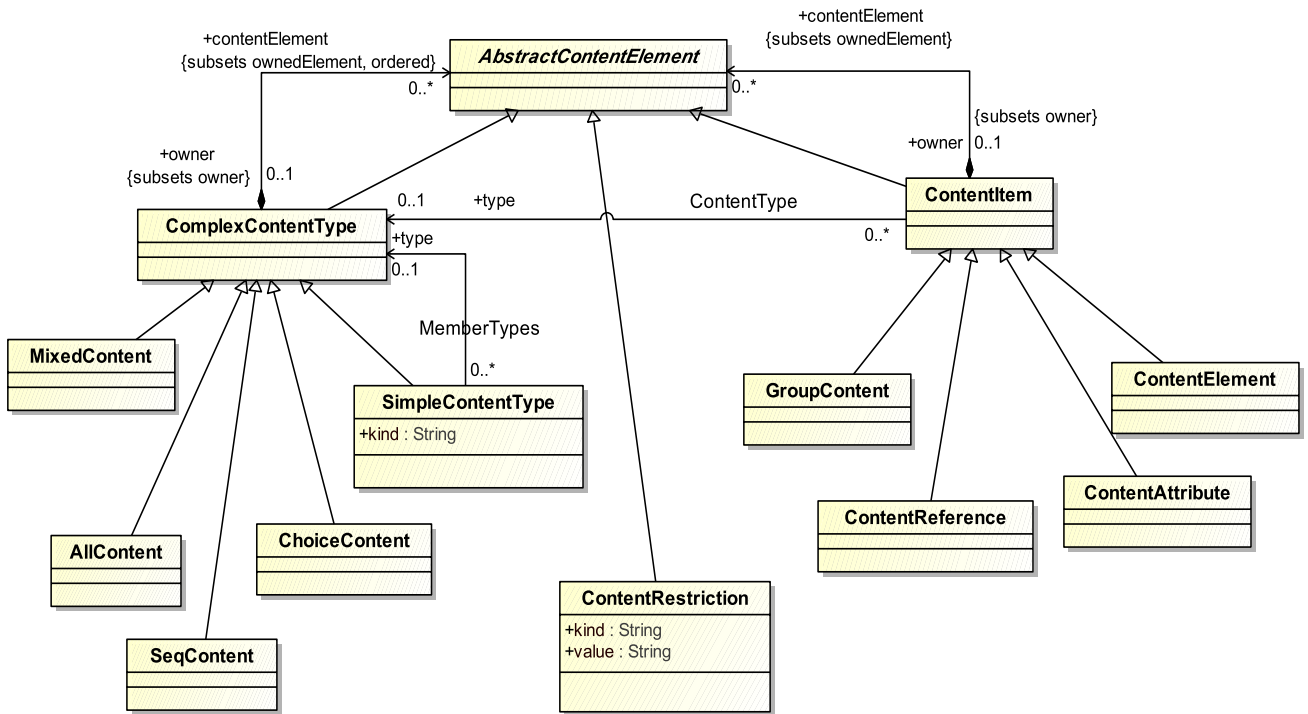 +contentElement
{subsets ownedElement}
+contentElement
{subsets ownedElement, ordered}
AbstractContentElement
0..*
0..*
{subsets owner}
+owner
0..1
+owner
{subsets owner}
0..1
ContentItem
0..1
+type
ContentType
0..*
ComplexContentType
+type
0..1
MemberTypes
0..*
MixedContent
SimpleContentType
+kind : String
GroupContent
ContentElement
ContentAttribute
ContentReference
AllContent
ChoiceContent
ContentRestriction
+kind : String
+value : String
SeqContent